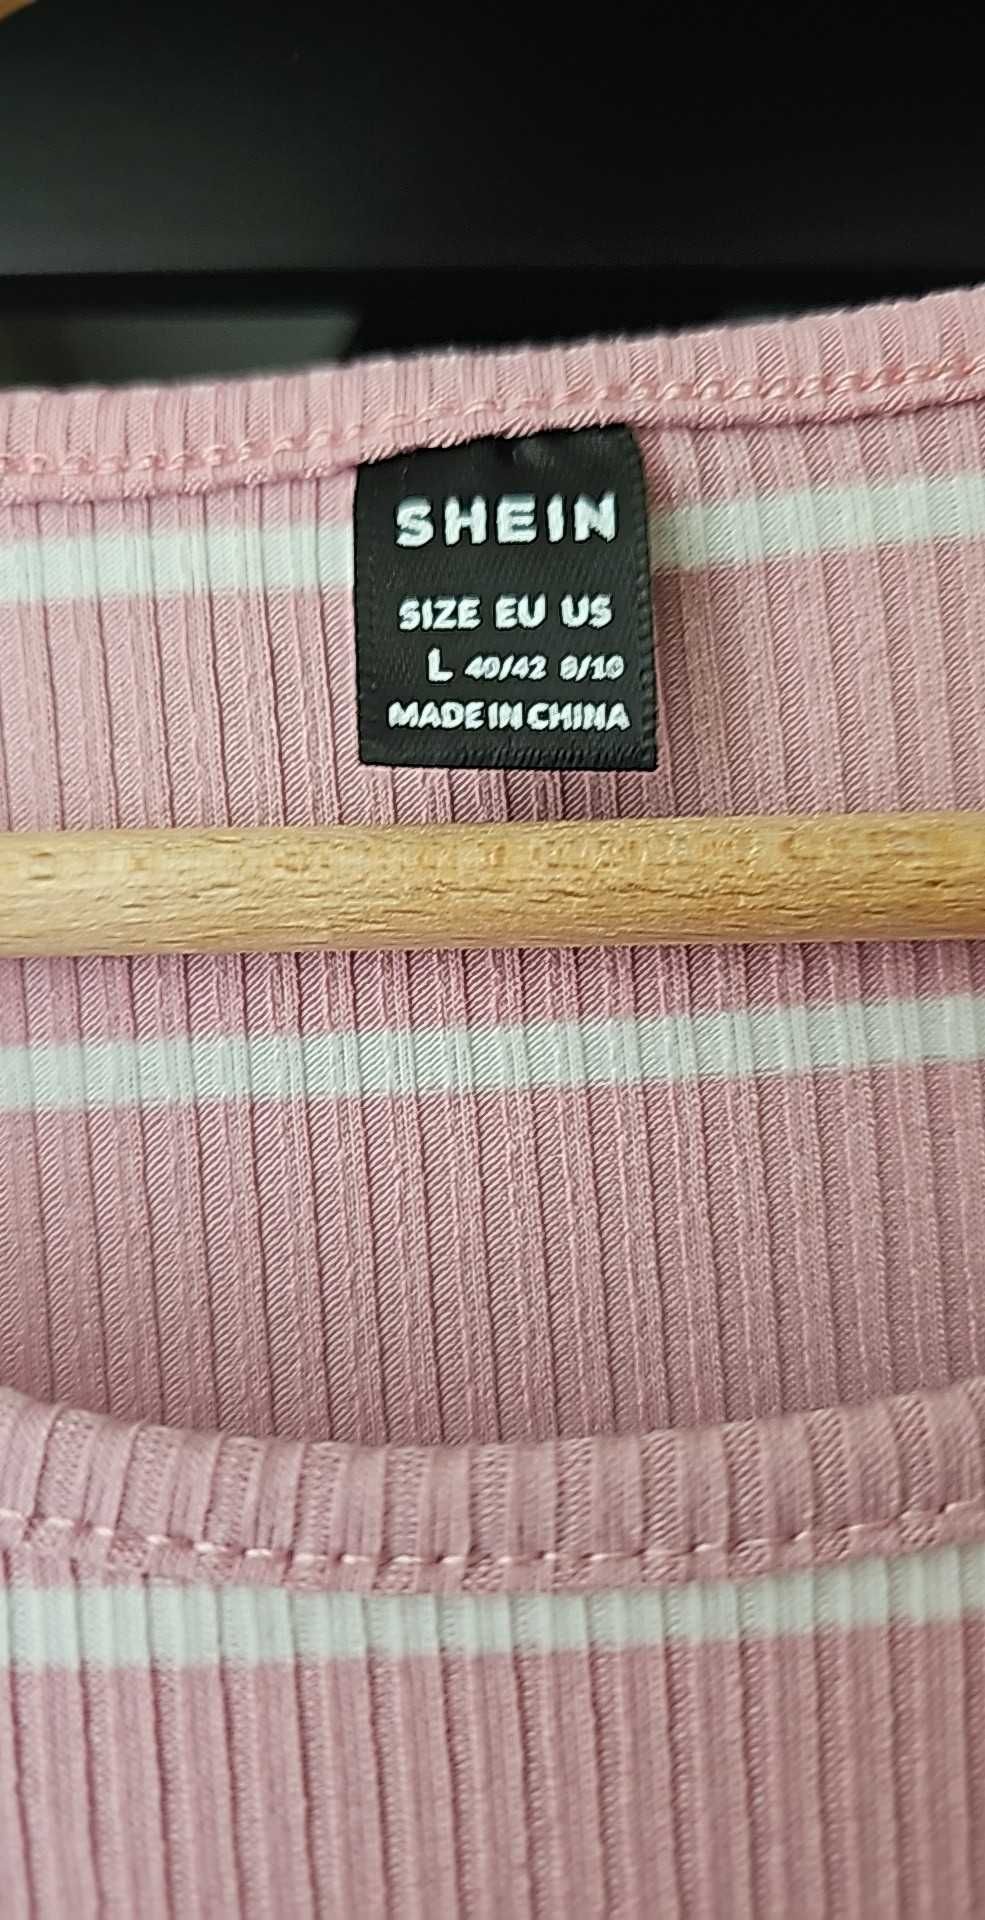 SHEIN
SIZE EU US
L 40/42 8/10
MADE IN CHINA